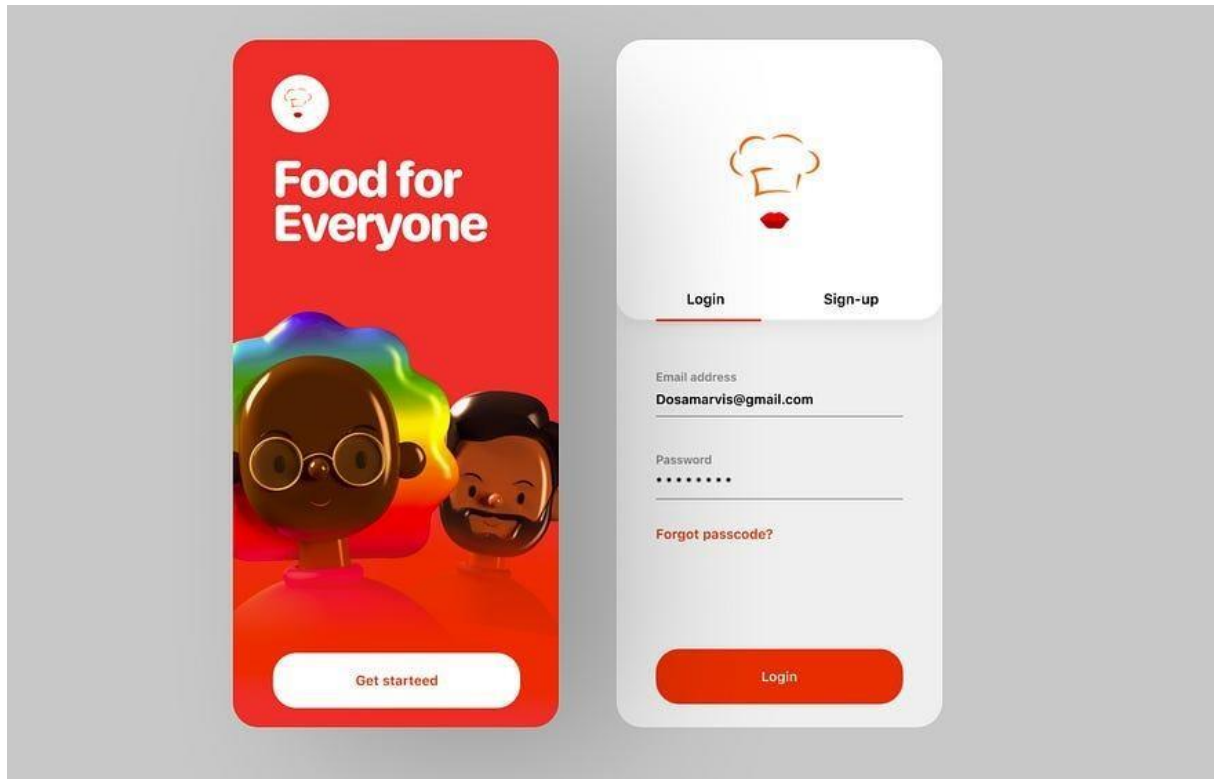 Food for
Everyone
Get starteed
Login Sign-up
Email address
Dosamarvis@gmail.com
Password
••••••••
Forgot passcode?
Login